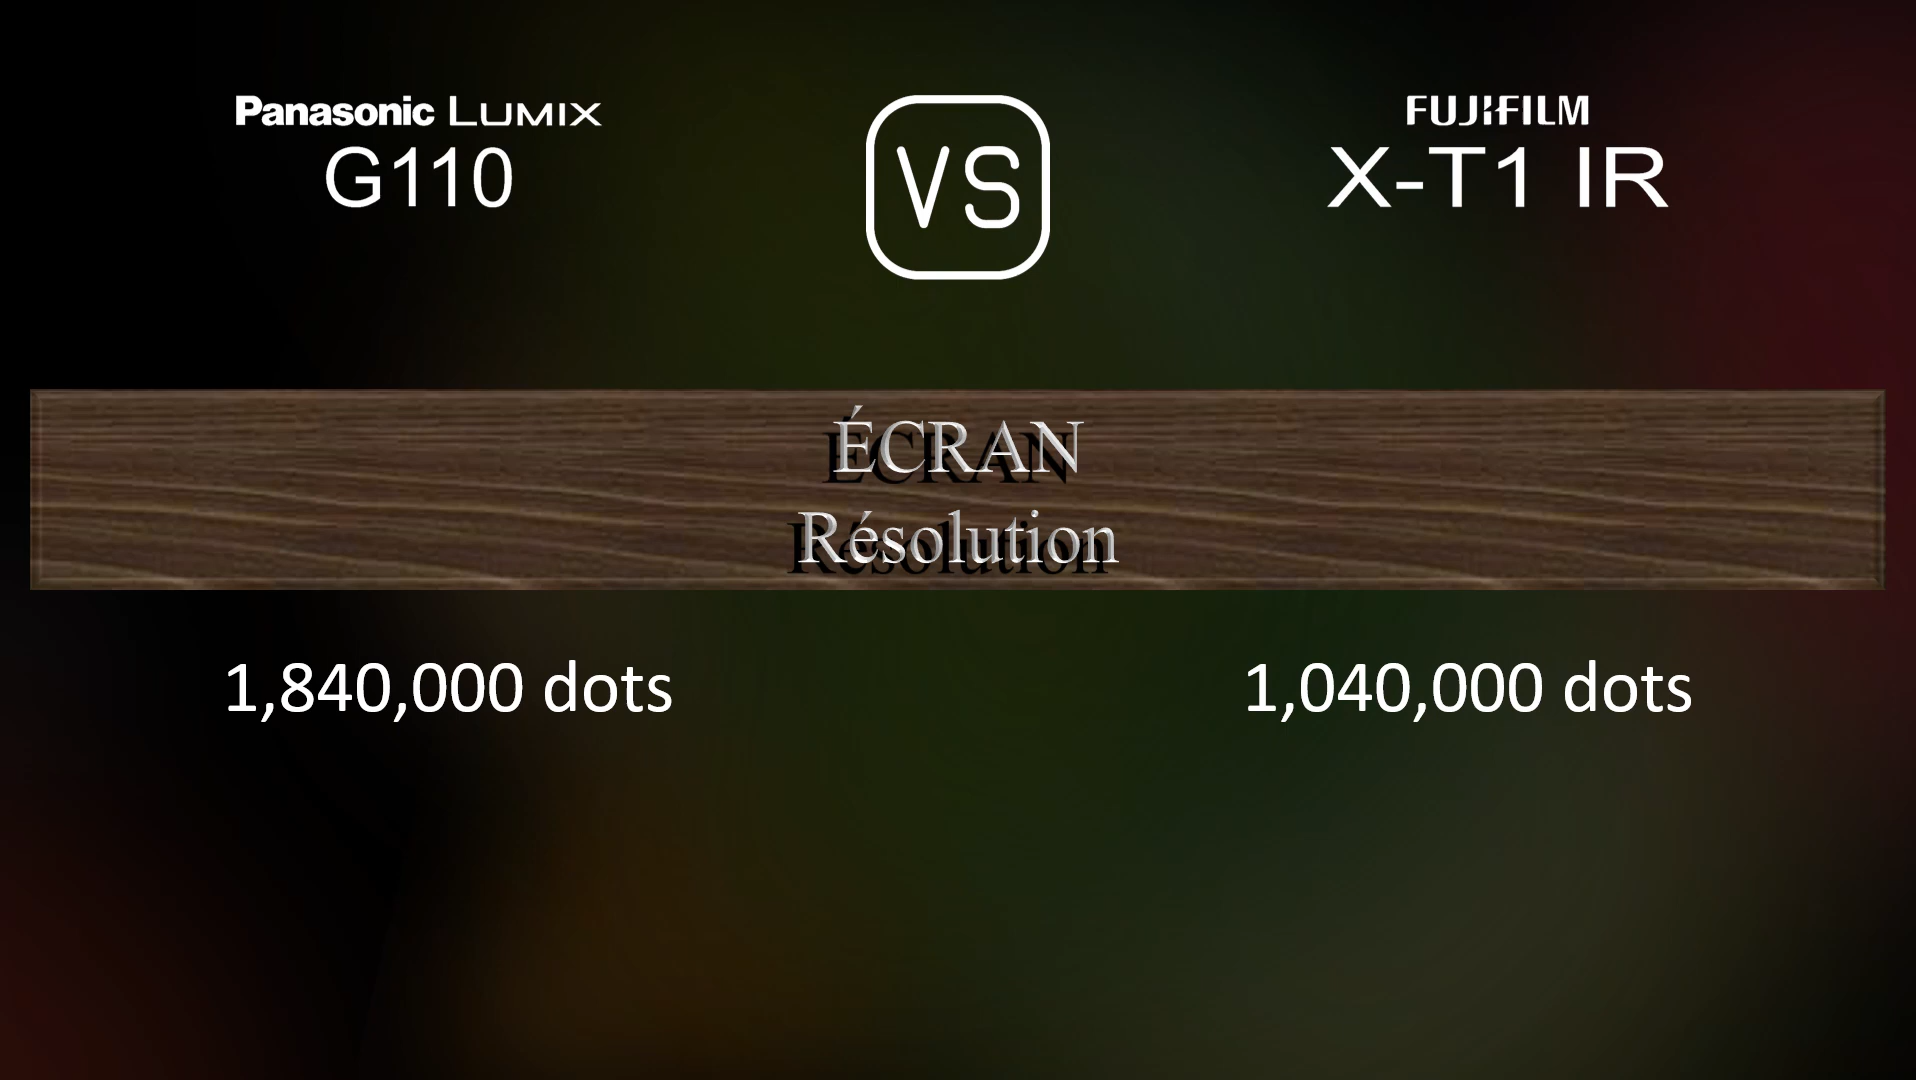 Panasonic LUMIX
G110
VS
FUJIFILM
X-T1 IR
ÉCRAN
Résolution
1,840,000 dots
1,040,000 dots